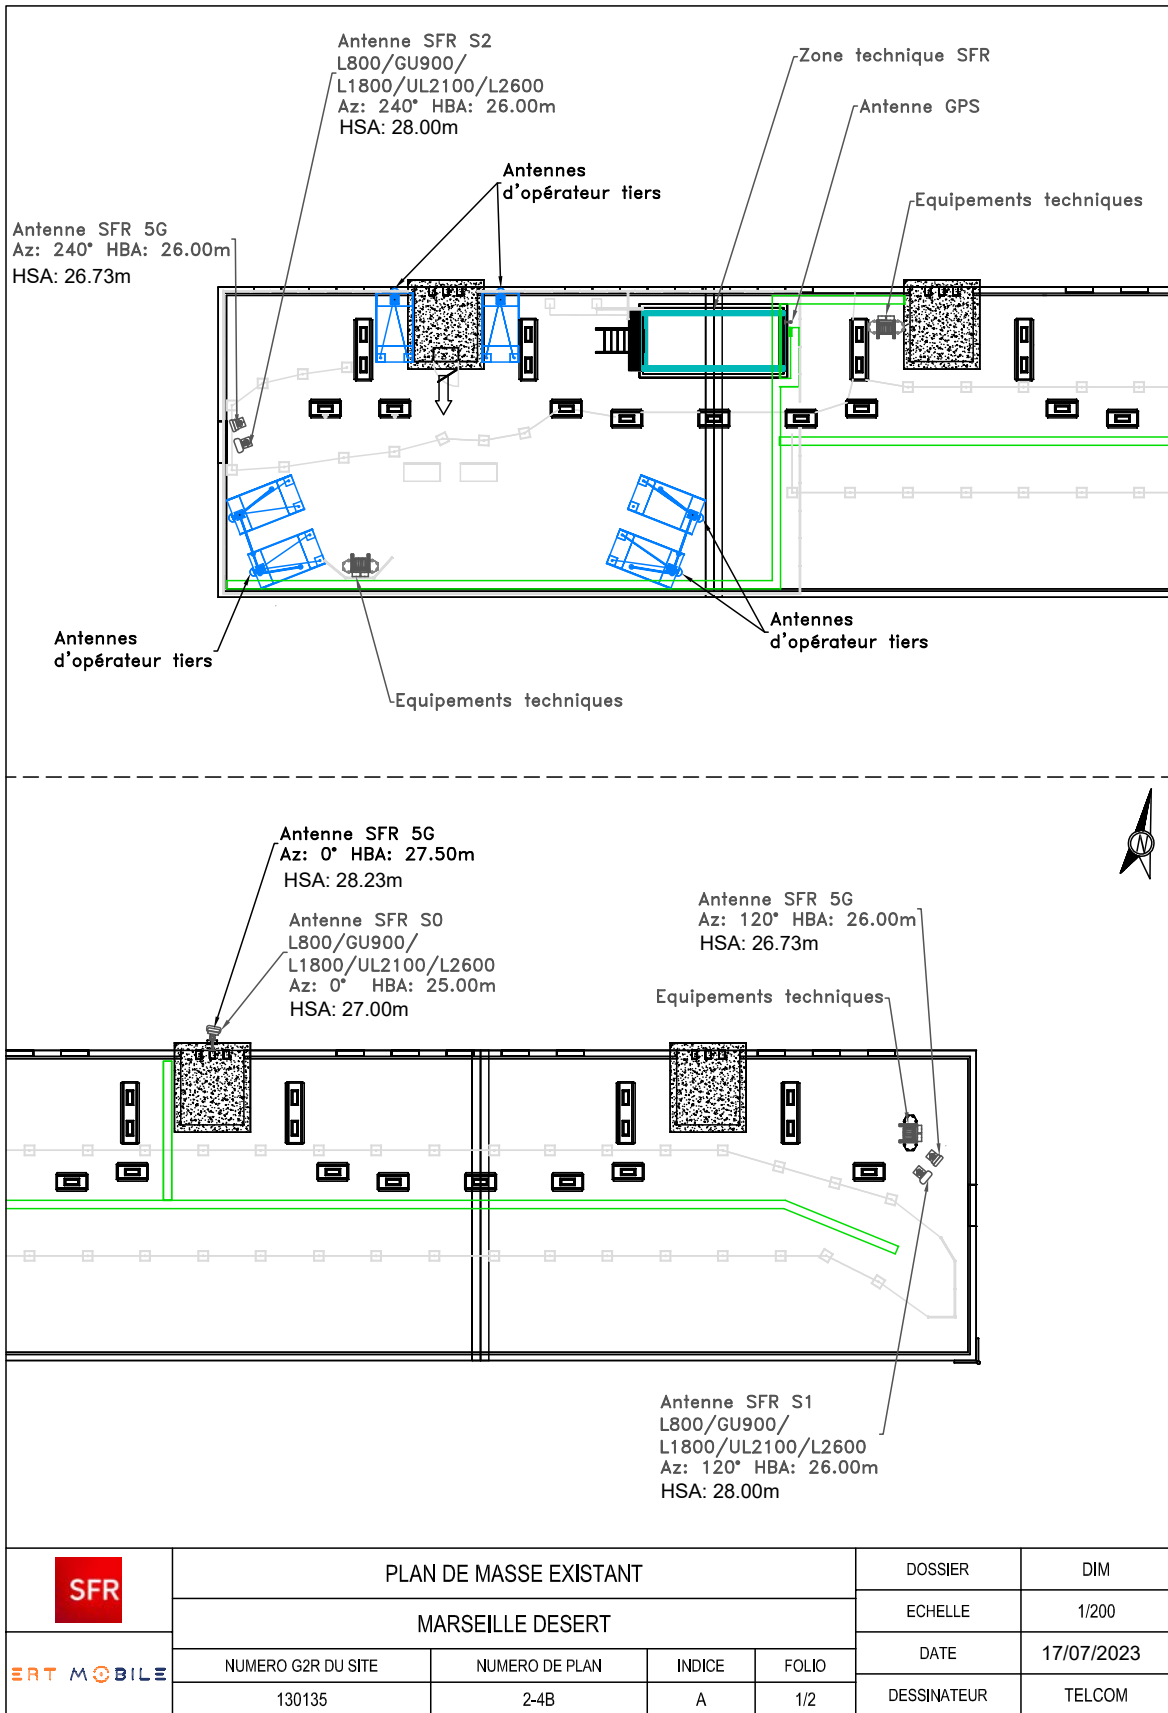 Antenne SFR S2
L800/GU900/
L1800/UL2100/L2600
Az: 240° HBA: 26.00m
HSA: 28.00m
Zone technique SFR
Antenne GPS
Antennes
d'opérateur tiers
Equipements techniques
Antenne SFR 5G
Az: 240° HBA: 26.00m
HSA: 26.73m
Antennes
d'opérateur tiers
Antennes
d'opérateur tiers
Equipements techniques
N
Antenne SFR 5G
Az: 0° HBA: 27.50m
HSA: 28.23m
Antenne SFR S0
L800/GU900/
L1800/UL2100/L2600
Az: 0° HBA: 25.00m
HSA: 27.00m
Antenne SFR 5G
Az: 120° HBA: 26.00m
HSA: 26.73m
Equipements techniques
Antenne SFR S1
L800/GU900/
L1800/UL2100/L2600
Az: 120° HBA: 26.00m
HSA: 28.00m
SFR
ERT MOBILE
PLAN DE MASSE EXISTANT
MARSEILLE DESERT
NUMERO G2R DU SITE
NUMERO DE PLAN
INDICE
FOLIO
130135
2-4B
A
1/2
DOSSIER
DIM
ECHELLE
1/200
DATE
17/07/2023
DESSINATEUR
TELCOM